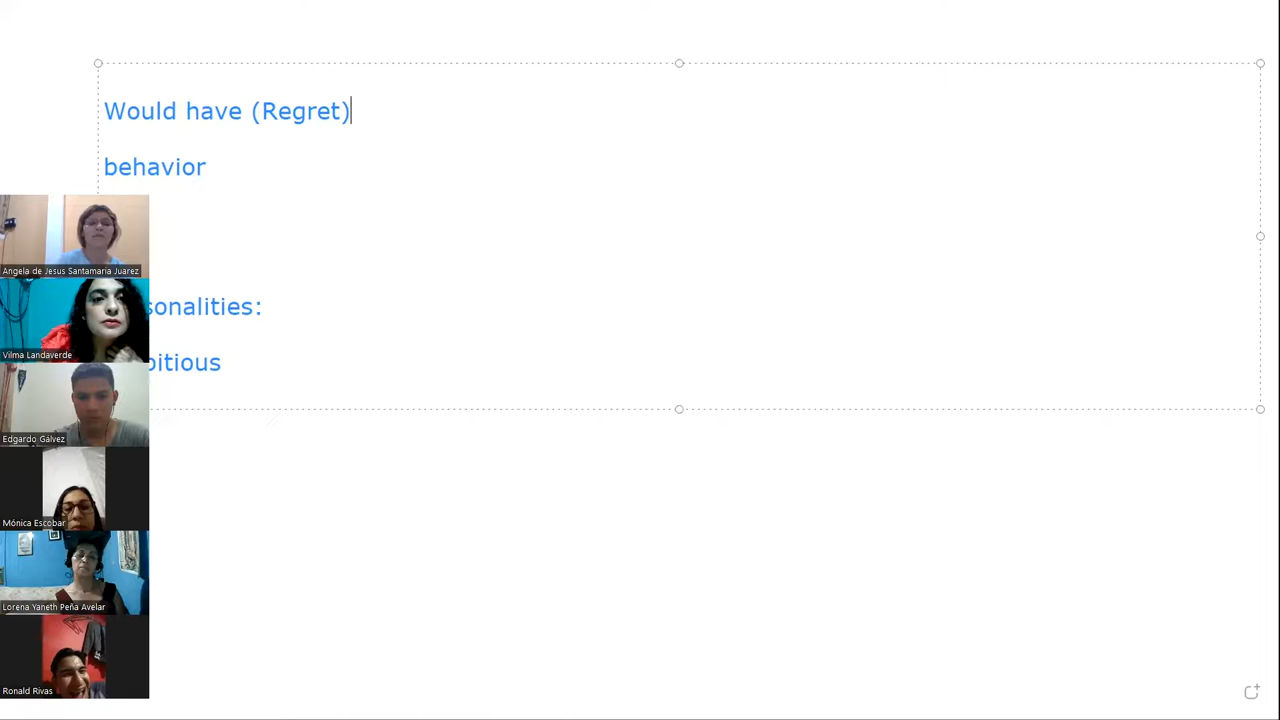 Would have (Regret)
behavior
Angela de Jesus Santamaria Juarez
sonalities:
Vilma Landaverde
bitious
Edgardo Gálvez
Mónica Escobar
Lorena Yaneth Peña Avelar
Ronald Rivas